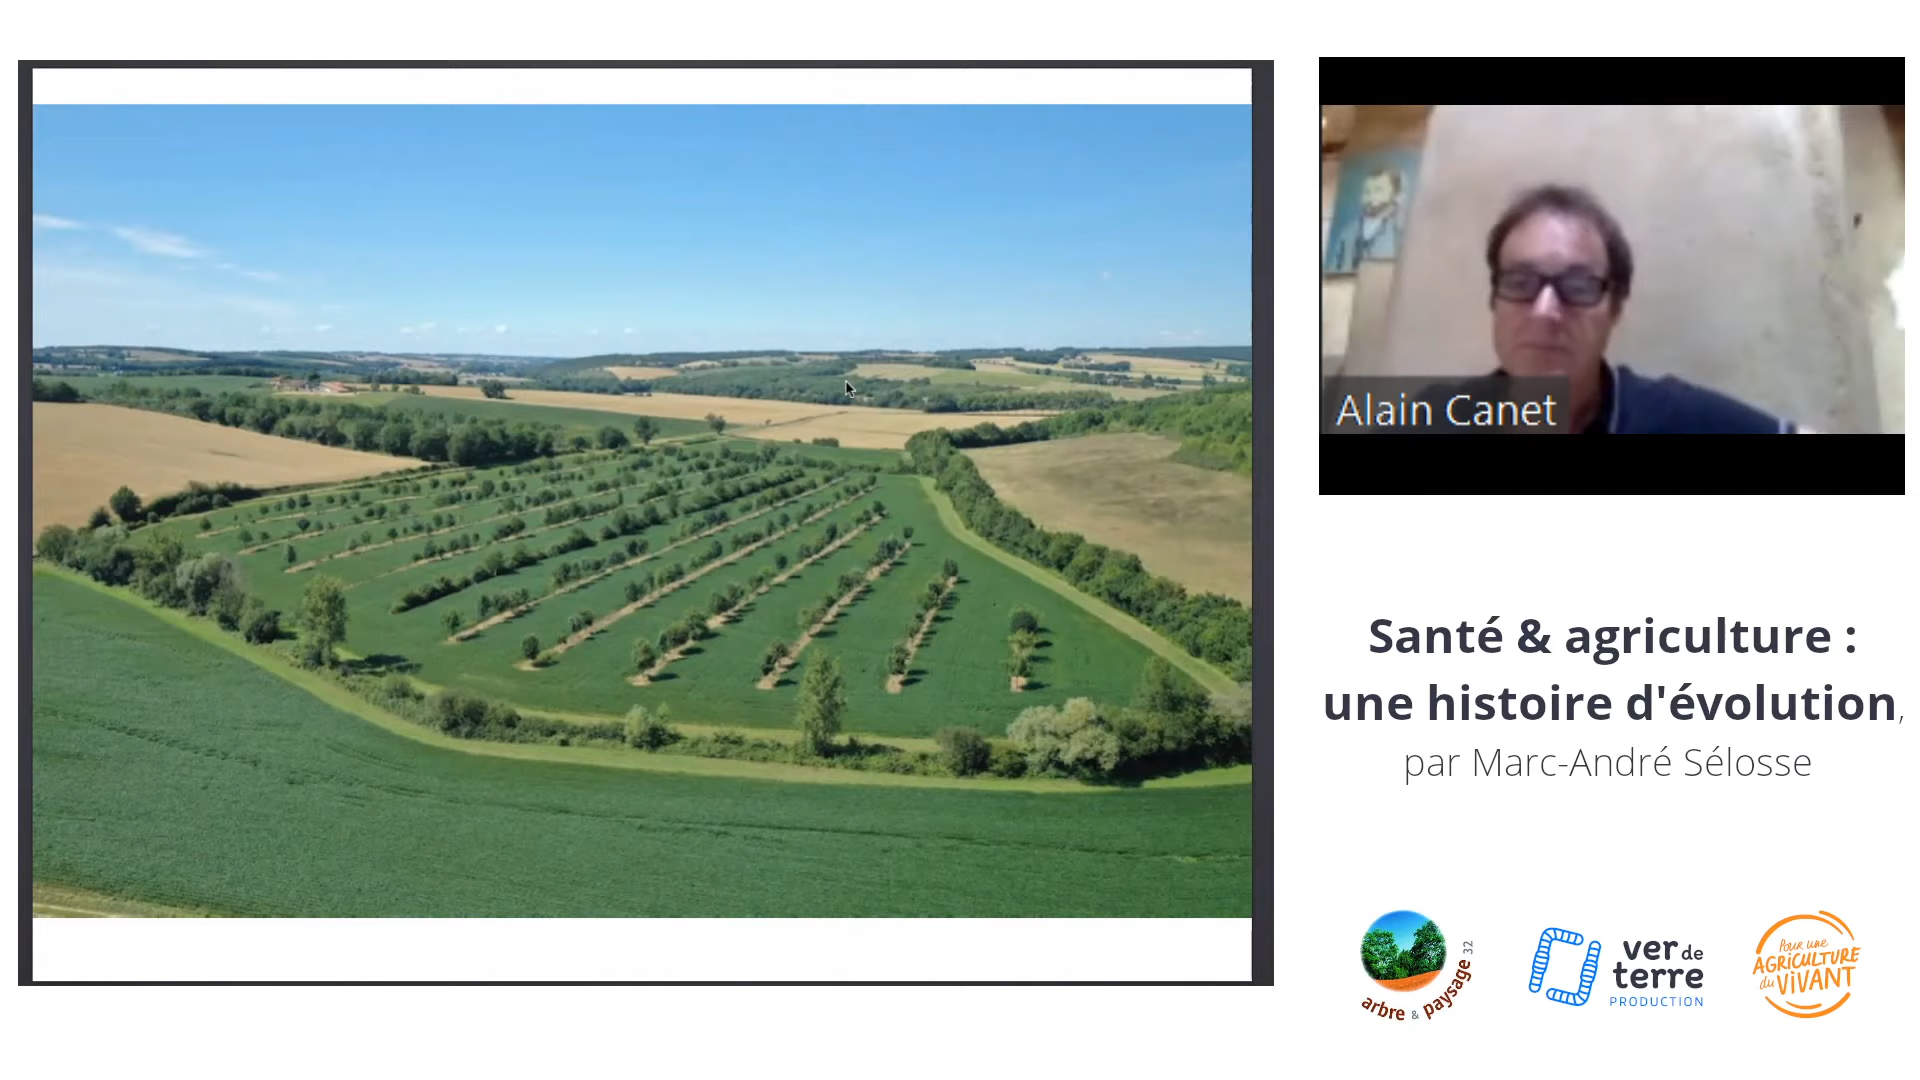 Alain Canet
Santé & agriculture :
une histoire d'évolution,
par Marc-André Sélosse
arbre & paysage 32
ver de
terre
PRODUCTION
Pour une
AGRICULTURE
du VIVANT